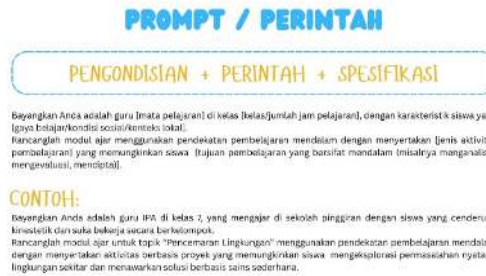 PROMPT / PERINTAH
PENGONDISIAN + PERINTAH + SPESIFIKASI
Bayangkan Anda adalah guru [mata pelajaran] di kelas [kelas/jumlah jam pelajaran], dengan karakteristik siswa ya
[gaya belajar/kondisi sosial/konteks lokal].
Rancanglah modul ajar menggunakan pendekatan pembelajaran mendalam dengan menyertakan [jenis aktivit
pembelajaran] yang memungkinkan siswa [tujuan pembelajaran yang bersifat mendalam (misalnya menganalis
mengevaluasi, mencipta)].
CONTOH:
Bayangkan Anda adalah guru IPA di kelas 7, yang mengajar di sekolah pinggiran dengan siswa yang cenderu
kinestetik dan suka bekerja secara berkelompok.
Rancanglah modul ajar untuk topik "Pencemaran Lingkungan" menggunakan pendekatan pembelajaran mendala
dengan menyertakan aktivitas berbasis proyek yang memungkinkan siswa mengeksplorasi permasalahan nyata
lingkungan sekitar dan menawarkan solusi berbasis sains sederhana.